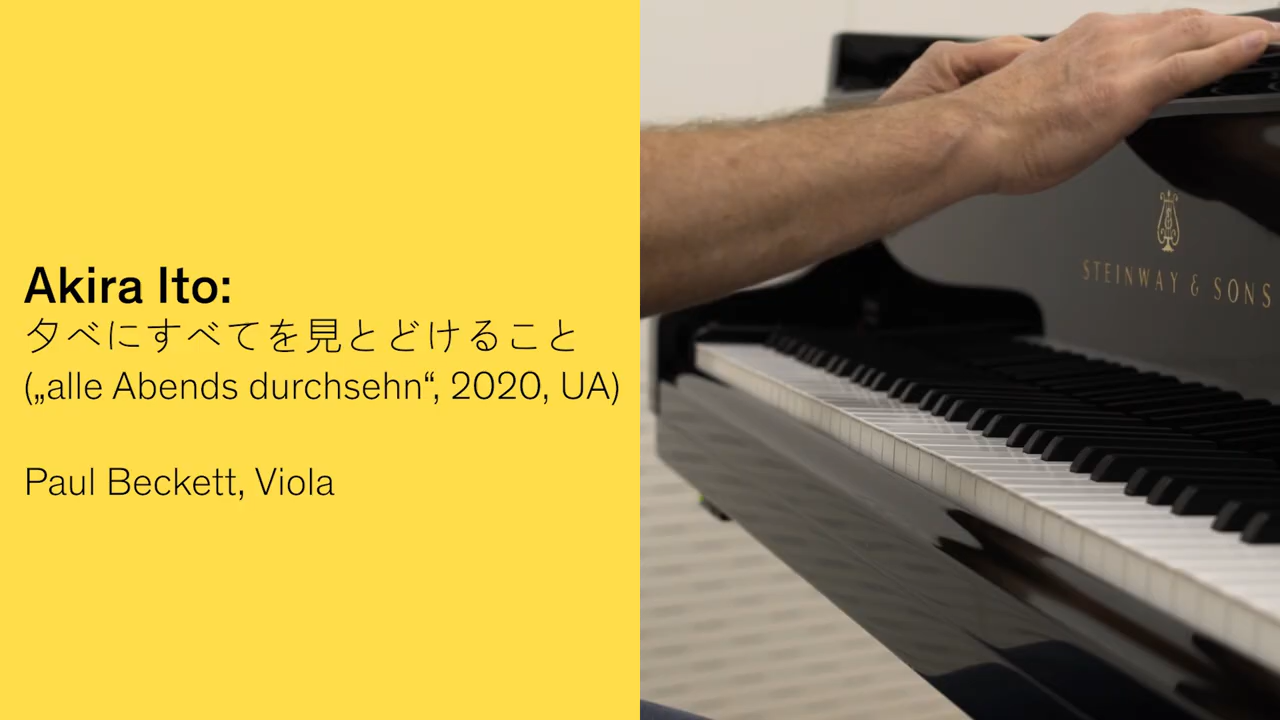 Akira Ito:
夕べにすべてを見とどけること
(„alle Abends durchsehn“, 2020, UA)
Paul Beckett, Viola
STEINWAY & SONS